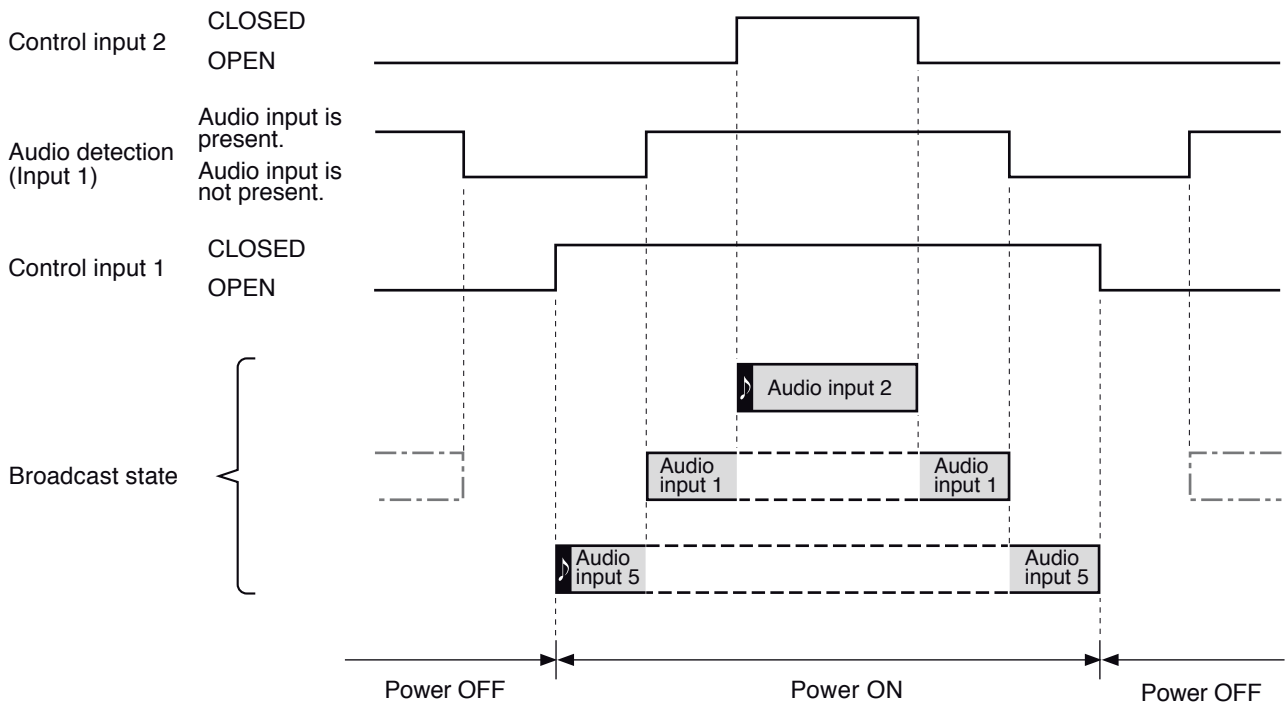 Control input 2
CLOSED
OPEN
Audio detection
(Input 1)
Audio input is
present.
Audio input is
not present.
Control input 1
CLOSED
OPEN
Broadcast state
Audio input 2
Audio
input 1
Audio
input 1
Audio
input 5
Audio
input 5
Power OFF
Power ON
Power OFF